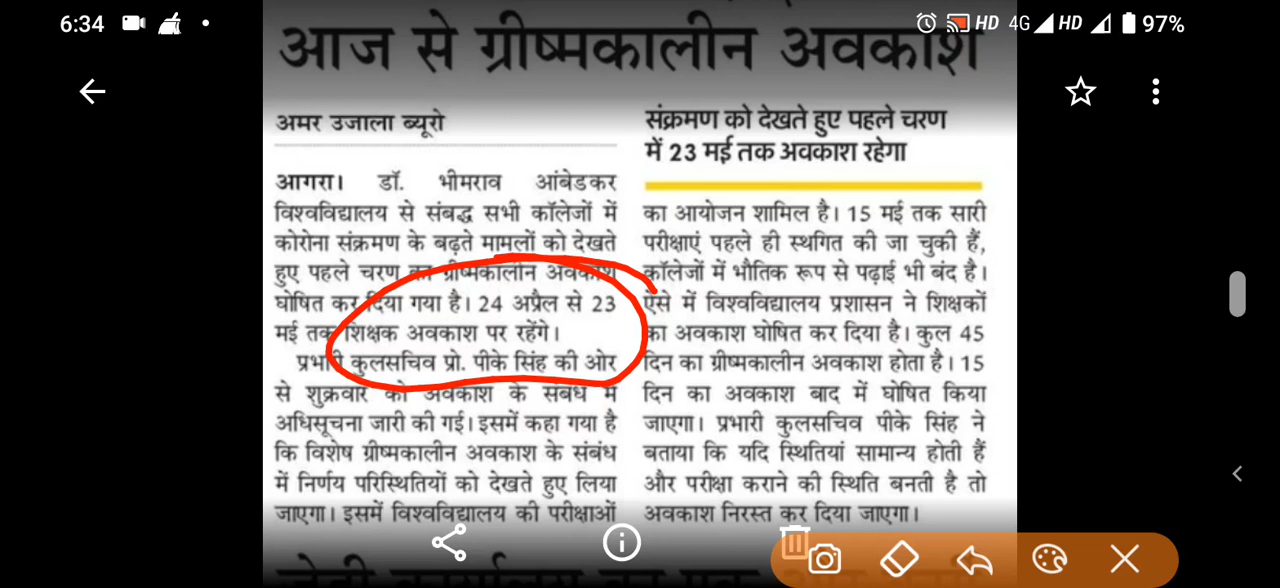 6:34
HD 4G HD 97%
आज से ग्रीष्मकालीन अवकाश
अमर उजाला ब्यूरो
आगरा। डॉ. भीमराव आंबेडकर
विश्वविद्यालय से संबद्ध सभी कॉलेजों में
कोरोना संक्रमण के बढ़ते मामलों को देखते
हुए पहले चरण का ग्रीष्मकालीन अवकाश
घोषित कर दिया गया है। 24 अप्रैल से 23
मई तक शिक्षक अवकाश पर रहेंगे।
प्रभारी कुलसचिव प्रो. पीके सिंह की ओर
से शुक्रवार को अवकाश के संबंध में
अधिसूचना जारी की गई। इसमें कहा गया है
कि विशेष ग्रीष्मकालीन अवकाश के संबंध
में निर्णय परिस्थितियों को देखते हुए लिया
जाएगा। इसमें विश्वविद्यालय की परीक्षाओं
संक्रमण को देखते हुए पहले चरण
में 23 मई तक अवकाश रहेगा
का आयोजन शामिल है। 15 मई तक सारी
परीक्षाएं पहले ही स्थगित की जा चुकी हैं,
कॉलेजों में भौतिक रूप से पढ़ाई भी बंद है।
ऐसे में विश्वविद्यालय प्रशासन ने शिक्षकों
का अवकाश घोषित कर दिया है। कुल 45
दिन का ग्रीष्मकालीन अवकाश होता है। 15
दिन का अवकाश बाद में घोषित किया
जाएगा। प्रभारी कुलसचिव पीके सिंह ने
बताया कि यदि स्थितियां सामान्य होती हैं
और परीक्षा कराने की स्थिति बनती है तो
अवकाश निरस्त कर दिया जाएगा।